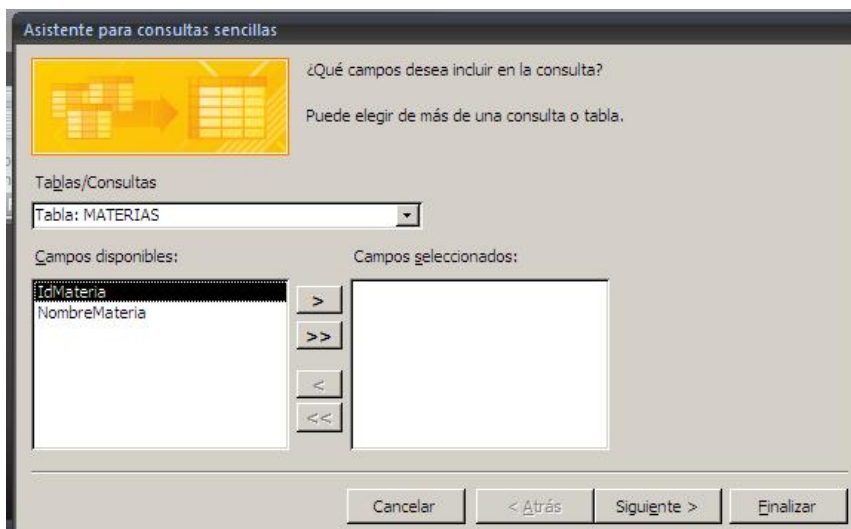 Asistente para consultas sencillas
¿Qué campos desea incluir en la consulta?
Puede elegir de más de una consulta o tabla.
Tablas/Consultas
Tabla: MATERIAS
Campos disponibles:
Campos seleccionados:
IdMateria
NombreMateria
>
>>
<
<<
Cancelar
< Atrás
Siguiente >
Finalizar